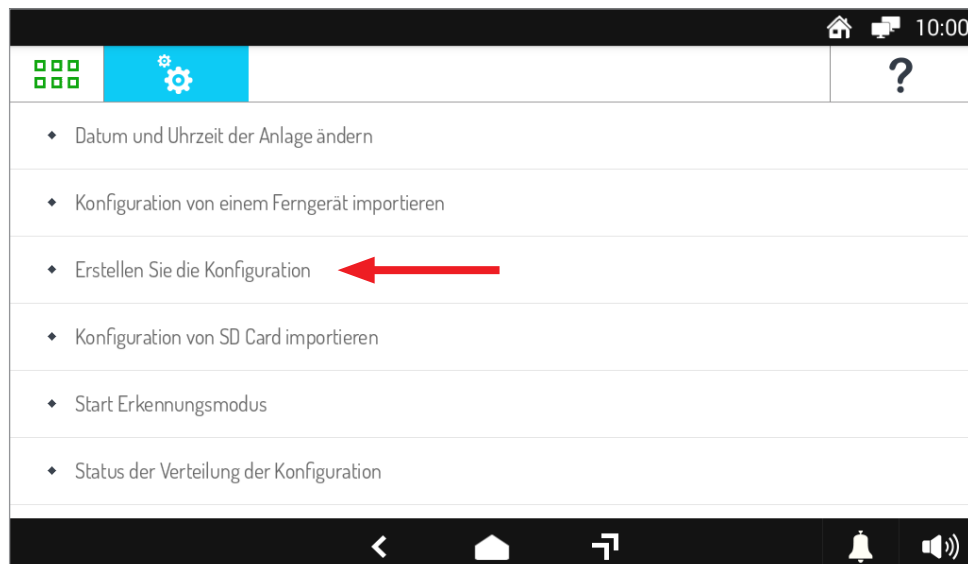 10:00
?
Datum und Uhrzeit der Anlage ändern
Konfiguration von einem Ferngerät importieren
Erstellen Sie die Konfiguration
Konfiguration von SD Card importieren
Start Erkennungsmodus
Status der Verteilung der Konfiguration